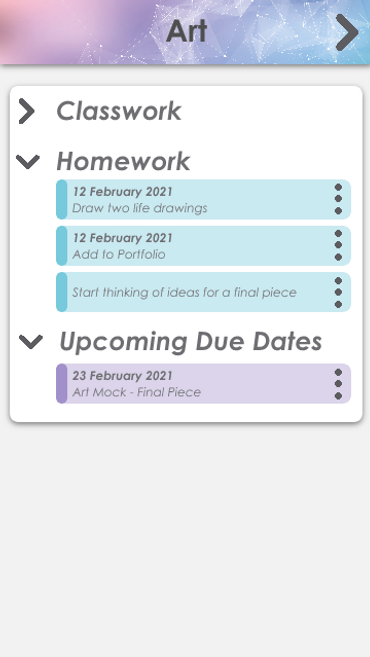 Art
Classwork
Homework
12 February 2021
Draw two life drawings
12 February 2021
Add to Portfolio
Start thinking of ideas for a final piece
Upcoming Due Dates
23 February 2021
Art Mock - Final Piece